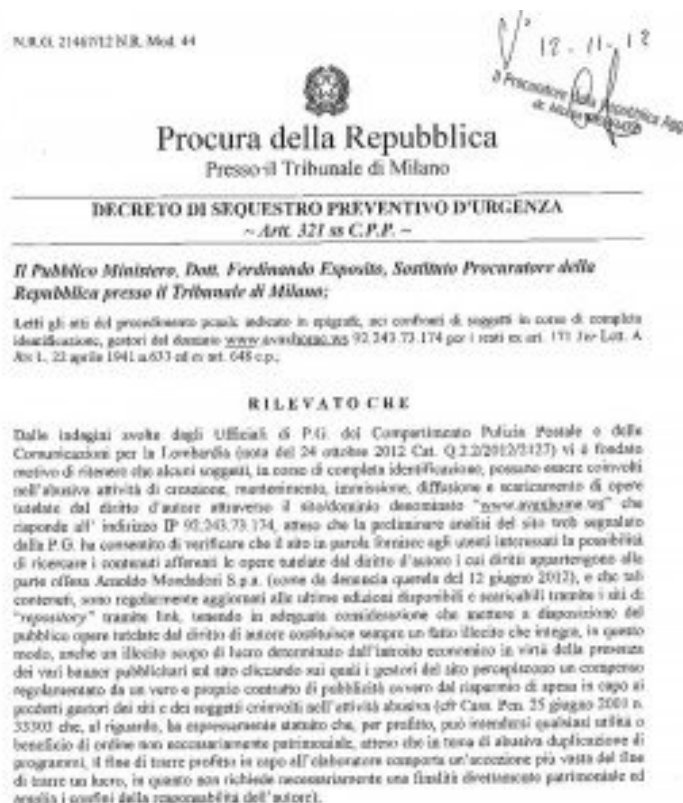 N.R.G. 21467/12 N.R. Mod. 44
12-11-12
Il Procuratore della Repubblica Agg
Procura della Repubblica
Presso il Tribunale di Milano
DECRETO DI SEQUESTRO PREVENTIVO D'URGENZA
~ Artt. 321 ss C.P.P. ~
Il Pubblico Ministero, Dott. Ferdinando Esposito, Sostituto Procuratore della
Repubblica presso il Tribunale di Milano;
Letti gli atti del procedimento penale indicato in epigrafe, nei confronti di soggetti in corso di completa
identificazione, gestori del dominio www.avaxhome.ws 92.243.73.174 per i reati ex art. 171 Ter Lett. A
Bis L. 22 aprile 1941 n.633 ed ex art. 648 c.p.,
RILEVATO CHE
Dalle indagini svolte dagli Ufficiali di P.G. del Compartimento Polizia Postale e delle
Comunicazioni per la Lombardia (nota del 24 ottobre 2012 Cat. Q.2.2/2012/3127) vi è fondato
motivo di ritenere che alcuni soggetti, in corso di completa identificazione, possano essere coinvolti
nell'abusiva attività di creazione, mantenimento, immissione, diffusione e scaricamento di opere
tutelate dal diritto d'autore attraverso il sito/dominio denominato "www.avaxhome.ws" che
risponde all' indirizzo IP 92.243.73.174, atteso che la preliminare analisi del sito web segnalato
dalla P.G. ha consentito di verificare che il sito in parola fornisce agli utenti interessati la possibilità
di ricercare i contenuti afferenti le opere tutelate dal diritto d'autore i cui diritti appartengono alla
parte offesa Arnoldo Mondadori S.p.a. (come da denuncia querela del 12 giugno 2012), e che tali
contenuti, sono regolarmente aggiornati alle ultime edizioni disponibili e scaricabili tramite i siti di
"repository" tramite link, tenendo in adeguata considerazione che mettere a disposizione del
pubblico opere tutelate dal diritto di autore costituisce sempre un fatto illecito che integra, in questo
modo, anche un illecito scopo di lucro determinato dall'introito economico in virtù della presenza
dei vari banner pubblicitari sul sito cliccando sui quali i gestori del sito percepiscono un compenso
regolamentato da un vero e proprio contratto di pubblicità ovvero dal risparmio di spesa in capo ai
predetti gestori dei siti e dei soggetti coinvolti nell'attività abusiva (cfr Cass. Pen. 25 giugno 2001 n.
33303 che, al riguardo, ha espressamente statuito che, per profitto, può intendersi qualsiasi utilità o
beneficio di ordine non necessariamente patrimoniale, atteso che in tema di abusiva duplicazione di
programmi, il fine di trarre profitto in capo all'elaboratore comporta un'accezione più vasta del fine
di trarre un lucro, in quanto non richiede necessariamente una finalità direttamente patrimoniale ed
amplia i confini della responsabilità dell'autore).